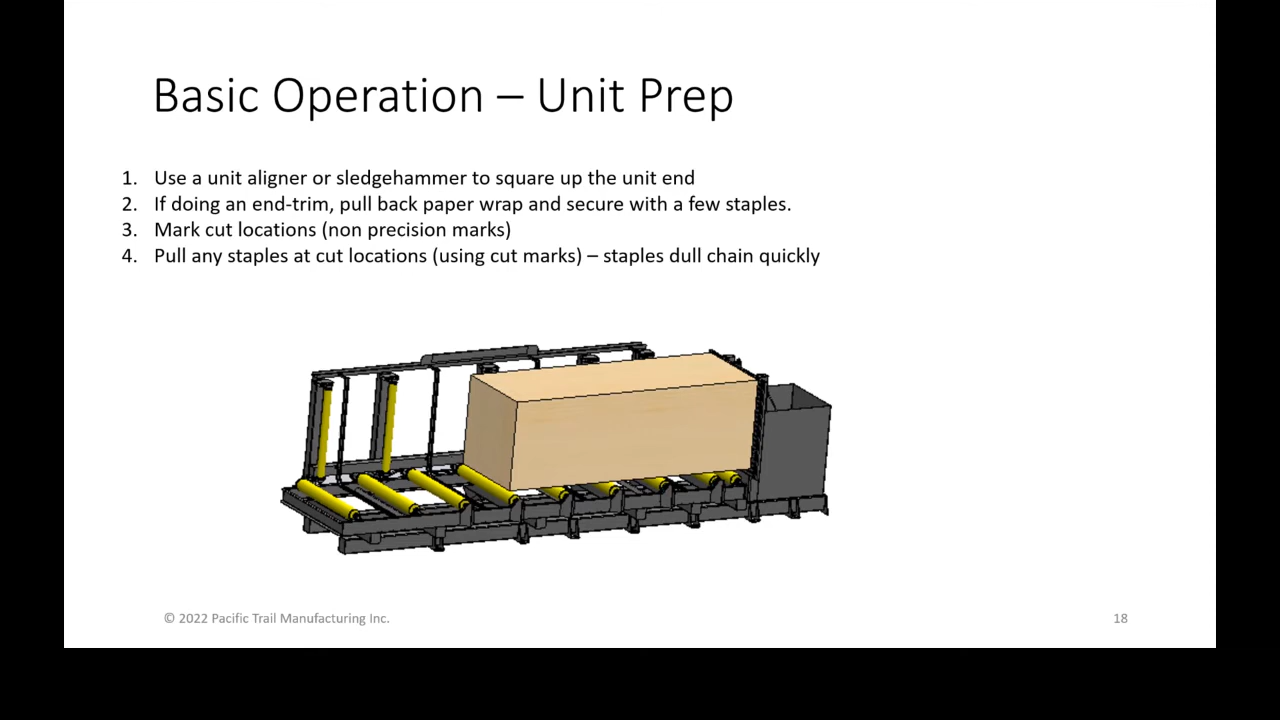 Basic Operation – Unit Prep
1. Use a unit aligner or sledgehammer to square up the unit end
2. If doing an end-trim, pull back paper wrap and secure with a few staples.
3. Mark cut locations (non precision marks)
4. Pull any staples at cut locations (using cut marks) – staples dull chain quickly
© 2022 Pacific Trail Manufacturing Inc.
18